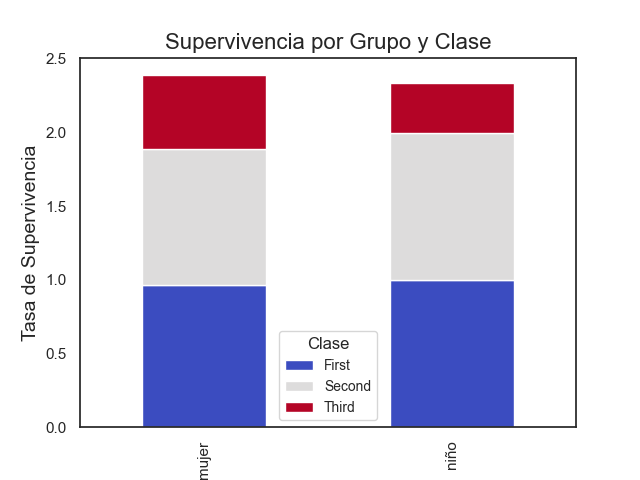 Supervivencia por Grupo y Clase
Tasa de Supervivencia
2.5
2.0
1.5
1.0
0.5
0.0
Clase
First
Second
Third
mujer
niño